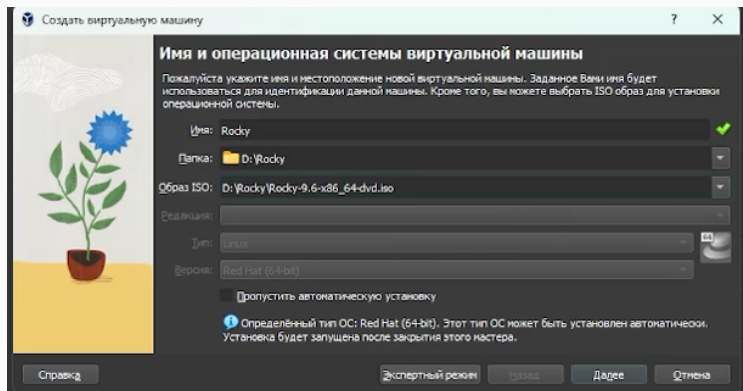 Создать виртуальную машину
Имя и операционная системы виртуальной машины
Пожалуйста укажите имя и местоположение новой виртуальной машины. Заданное Вами имя будет
использоваться для идентификации данной машины. Кроме того, вы можете выбрать ISO образ для установки
операционной системы.
Имя: Rocky
Папка: D:\Rocky
Образ ISO: D:\Rocky\Rocky-9.6-x86_64-dvd.iso
Редакция:
Тип: Linux
64
Версия: Red Hat (64-bit)
Пропустить автоматическую установку
Определённый тип ОС: Red Hat (64-bit). Этот тип ОС может быть установлен автоматически.
Установка будет запущена после закрытия этого мастера.
Справка Экспертный режим Назад Далее Отмена